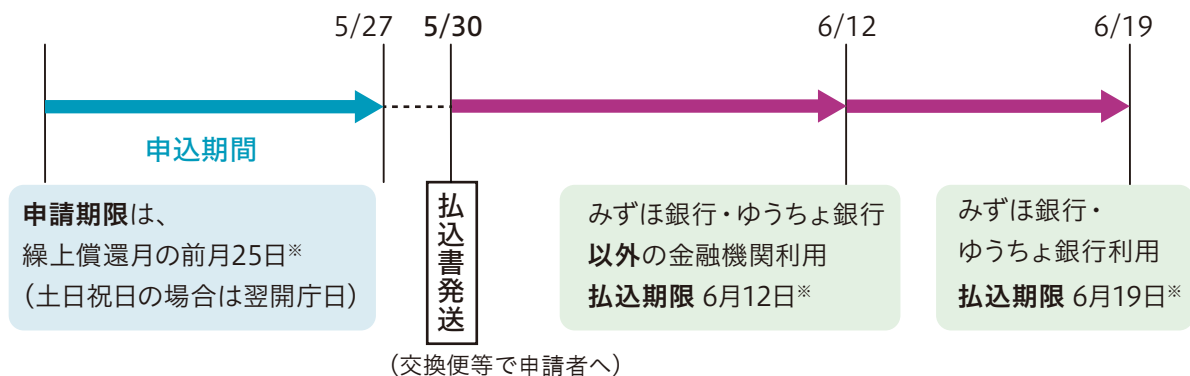 5/27
5/30
6/12
6/19
申込期間
申請期限は、
繰上償還月の前月25日※
（土日祝日の場合は翌開庁日）
払込書発送
（交換便等で申請者へ）
みずほ銀行・ゆうちょ銀行
以外の金融機関利用
払込期限 6月12日※
みずほ銀行・
ゆうちょ銀行利用
払込期限 6月19日※